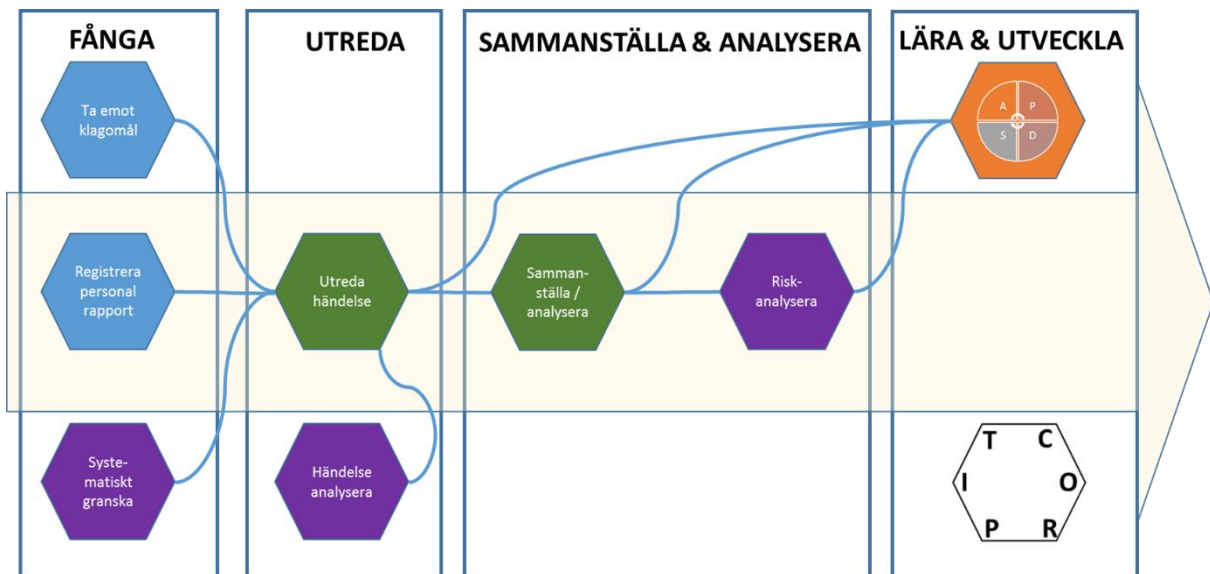 FÅNGA
UTREDA
SAMMANSTÄLLA & ANALYSERA
LÄRA & UTVECKLA
Ta emot
klagomål
A P
S D
Registrera
personal
rapport
Utreda
händelse
Samman-
ställa /
analysera
Risk-
analysera
Syste-
matiskt
granska
Händelse
analysera
T C
I O
P R